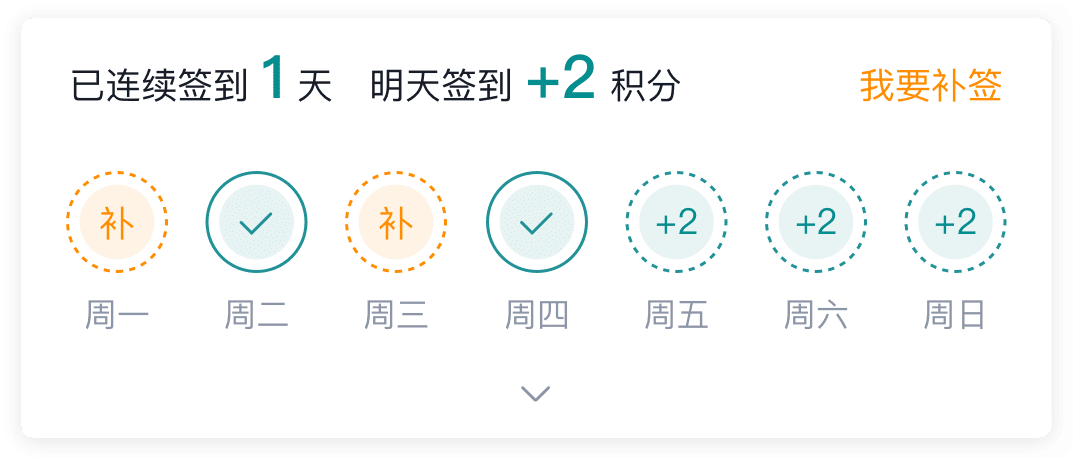 已连续签到 1 天 明天签到 +2 积分 我要补签
补 补 +2 +2 +2
周一 周二 周三 周四 周五 周六 周日